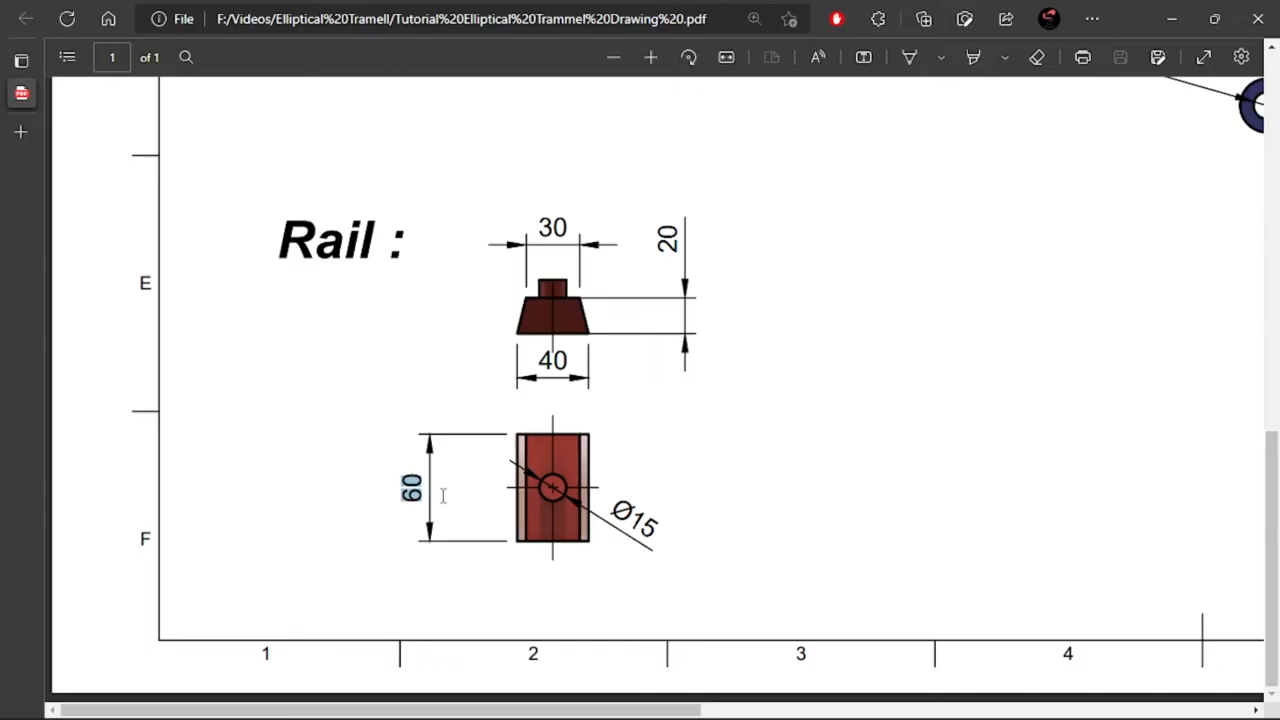 File
F:/Videos/Elliptical%20Tramell/Tutorial%20Elliptical%20Trammel%20Drawing%20.pdf
1 of 1
Rail :
30
20
40
60
Ø15
E
F
1 2 3 4